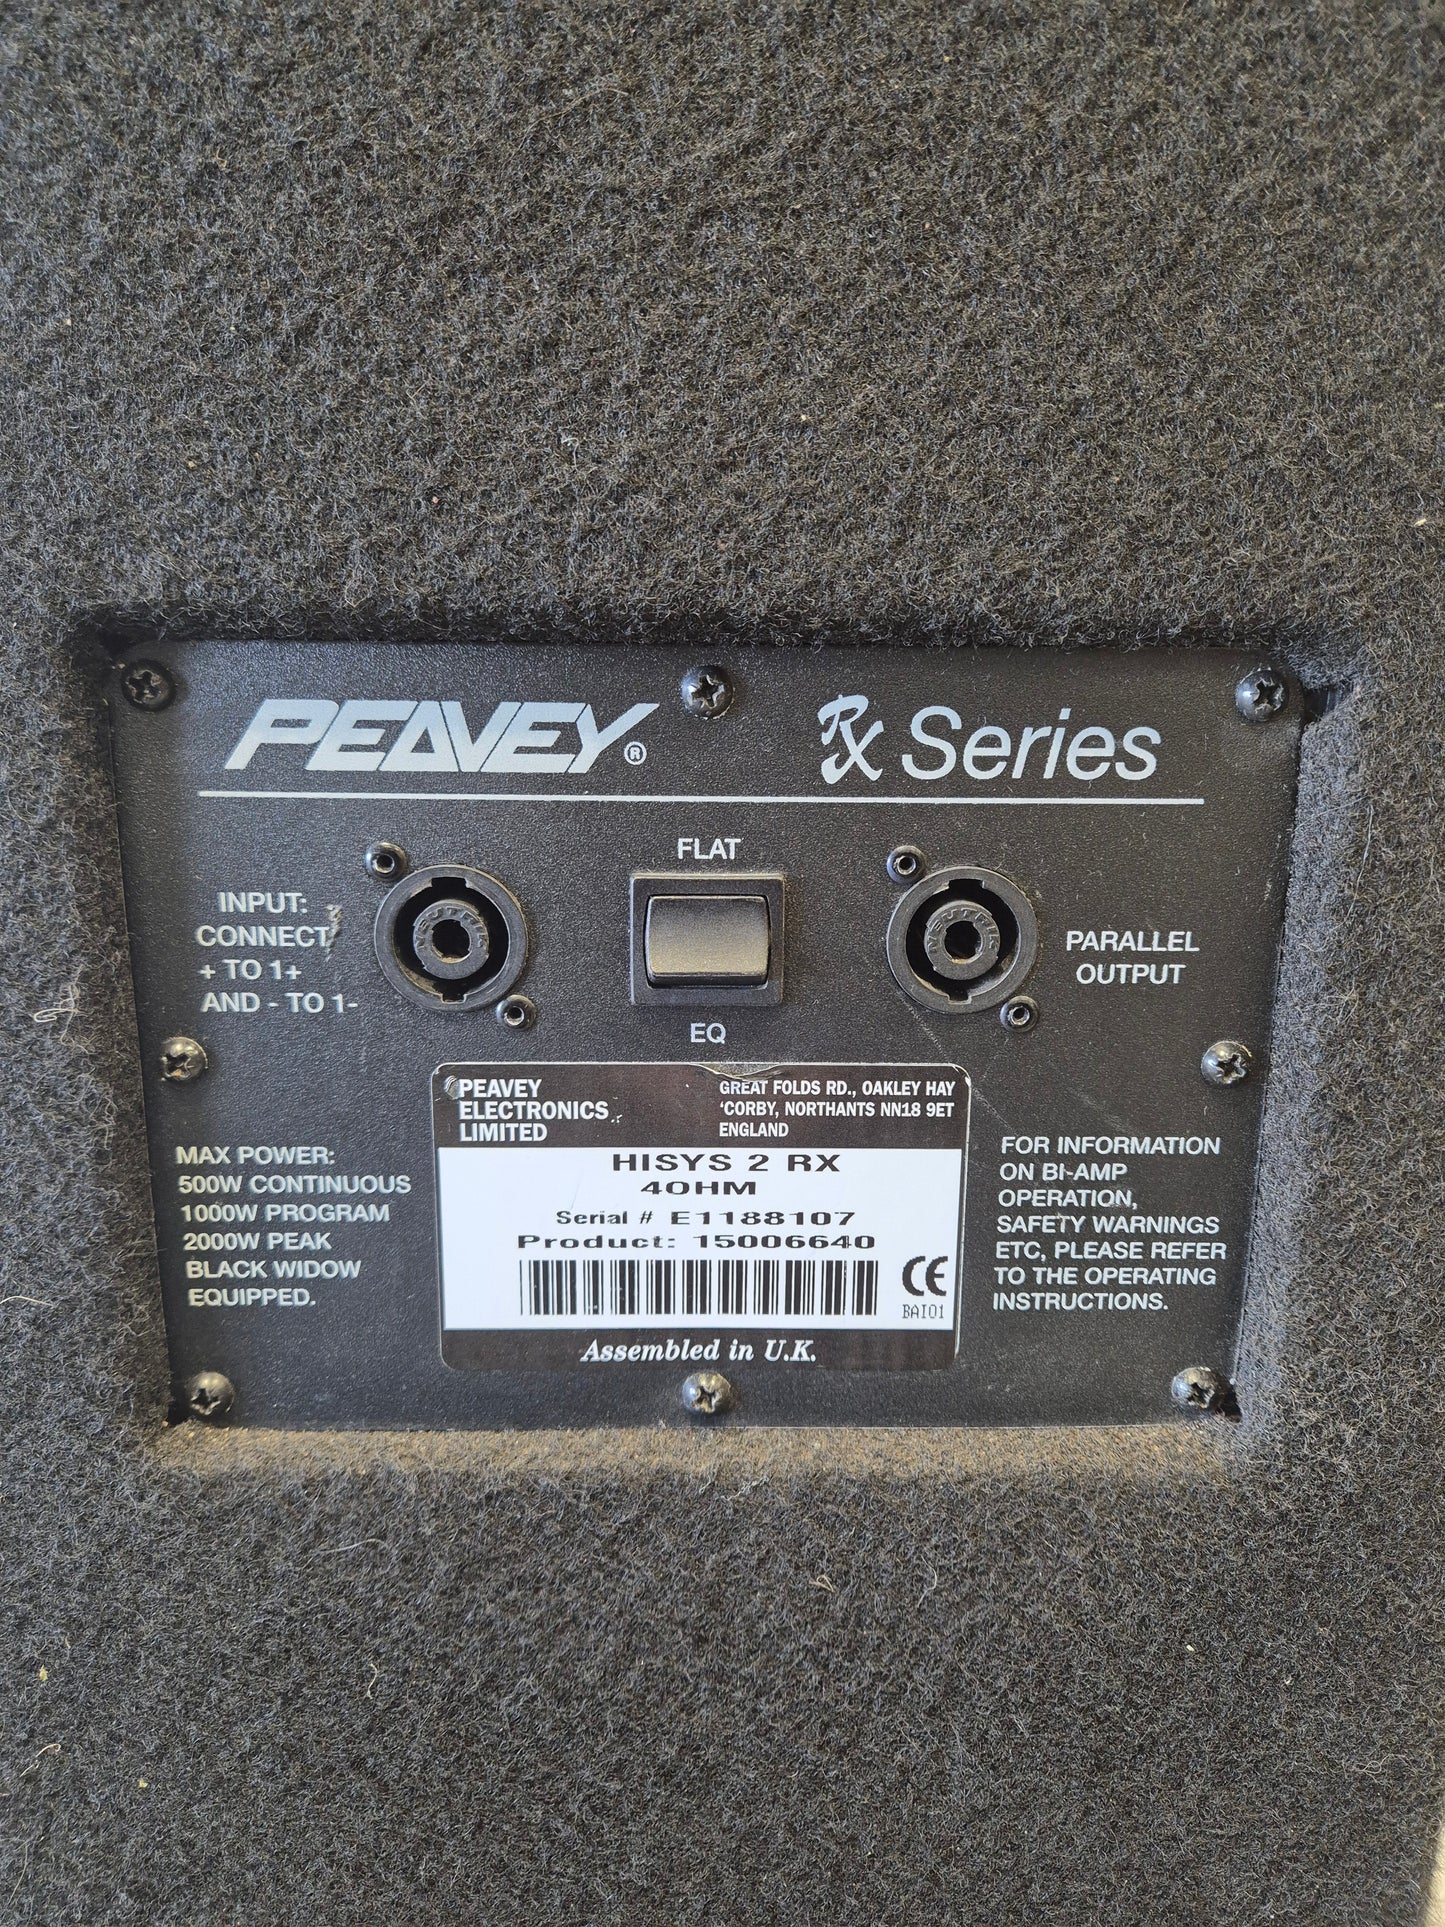 PEAVEY®
Rx Series
FLAT
INPUT:
CONNECT
+ TO 1+
AND - TO 1-
NEUTRIK
NEUTRIK
PARALLEL
OUTPUT
EQ
PEAVEY
ELECTRONICS
LIMITED
GREAT FOLDS RD., OAKLEY HAY
'CORBY, NORTHANTS NN18 9ET
ENGLAND
HISYS 2 RX
4OHM
Serial # E1188107
Product: 15006640
CE
BAI01
Assembled in U.K.
MAX POWER:
500W CONTINUOUS
1000W PROGRAM
2000W PEAK
BLACK WIDOW
EQUIPPED.
FOR INFORMATION
ON BI-AMP
OPERATION,
SAFETY WARNINGS
ETC, PLEASE REFER
TO THE OPERATING
INSTRUCTIONS.